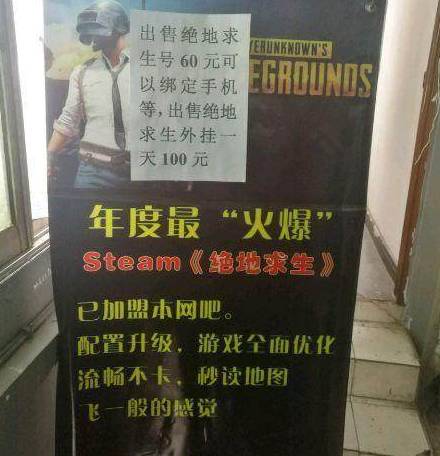 出售绝地求
生号60元可
以绑定手机
等,出售绝地
求生外挂一
天100元
ERUNKNOWN'S
EGROUNDS
年度最“火爆”
Steam《绝地求生》
已加盟本网吧。
配置升级,游戏全面优化
流畅不卡,秒读地图
飞一般的感觉